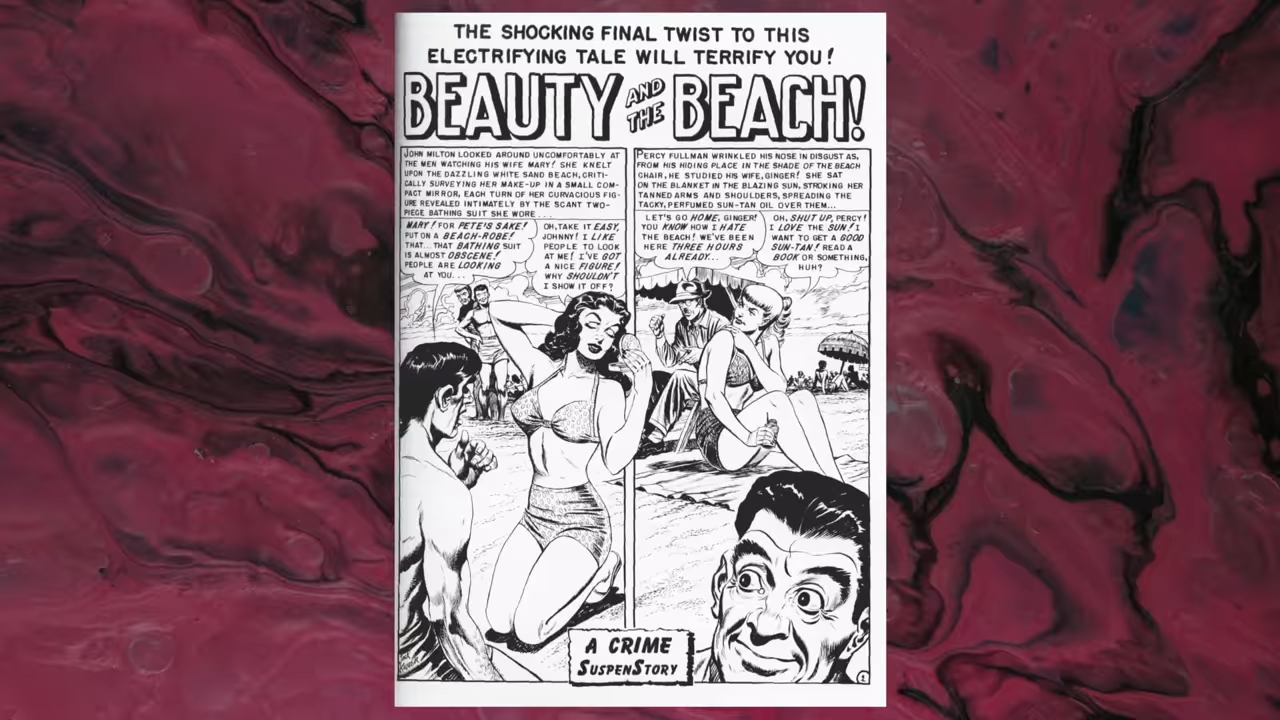 THE SHOCKING FINAL TWIST TO THIS
ELECTRIFYING TALE WILL TERRIFY YOU!
BEAUTY AND THE BEACH!
JOHN MILTON LOOKED AROUND UNCOMFORTABLY AT
THE MEN WATCHING HIS WIFE MARY! SHE KNELT
UPON THE DAZZLING WHITE SAND BEACH, CRITI-
CALLY SURVEYING HER MAKE-UP IN A SMALL COM-
PACT MIRROR, EACH TURN OF HER CURVACIOUS FIG-
URE REVEALED INTIMATELY BY THE SCANT TWO-
PIECE BATHING SUIT SHE WORE...
MARY! FOR PETE'S SAKE!
PUT ON A BEACH-ROBE!
THAT... THAT BATHING SUIT
IS ALMOST OBSCENE!
PEOPLE ARE LOOKING
AT YOU...
OH, TAKE IT EASY,
JOHNNY! I LIKE
PEOPLE TO LOOK
AT ME! I'VE GOT
A NICE FIGURE!
WHY SHOULDN'T
I SHOW IT OFF?
PERCY FULLMAN WRINKLED HIS NOSE IN DISGUST AS,
FROM HIS HIDING PLACE IN THE SHADE OF THE BEACH
CHAIR, HE STUDIED HIS WIFE, GINGER! SHE SAT
ON THE BLANKET IN THE BLAZING SUN, STROKING HER
TANNED ARMS AND SHOULDERS, SPREADING THE
TACKY, PERFUMED SUN-TAN OIL OVER THEM...
LET'S GO HOME, GINGER!
YOU KNOW HOW I HATE
THE BEACH! WE'VE BEEN
HERE THREE HOURS
ALREADY...
OH, SHUT UP, PERCY!
I LOVE THE SUN! I
WANT TO GET A GOOD
SUN-TAN! READ A
BOOK OR SOMETHING,
HUH?
A CRIME
SUSPENSTORY
1